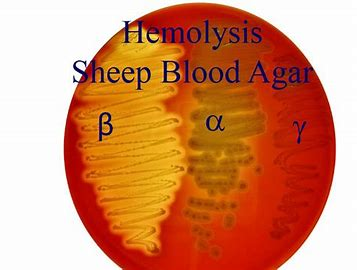 Hemolysis
Sheep Blood Agar
β α γ